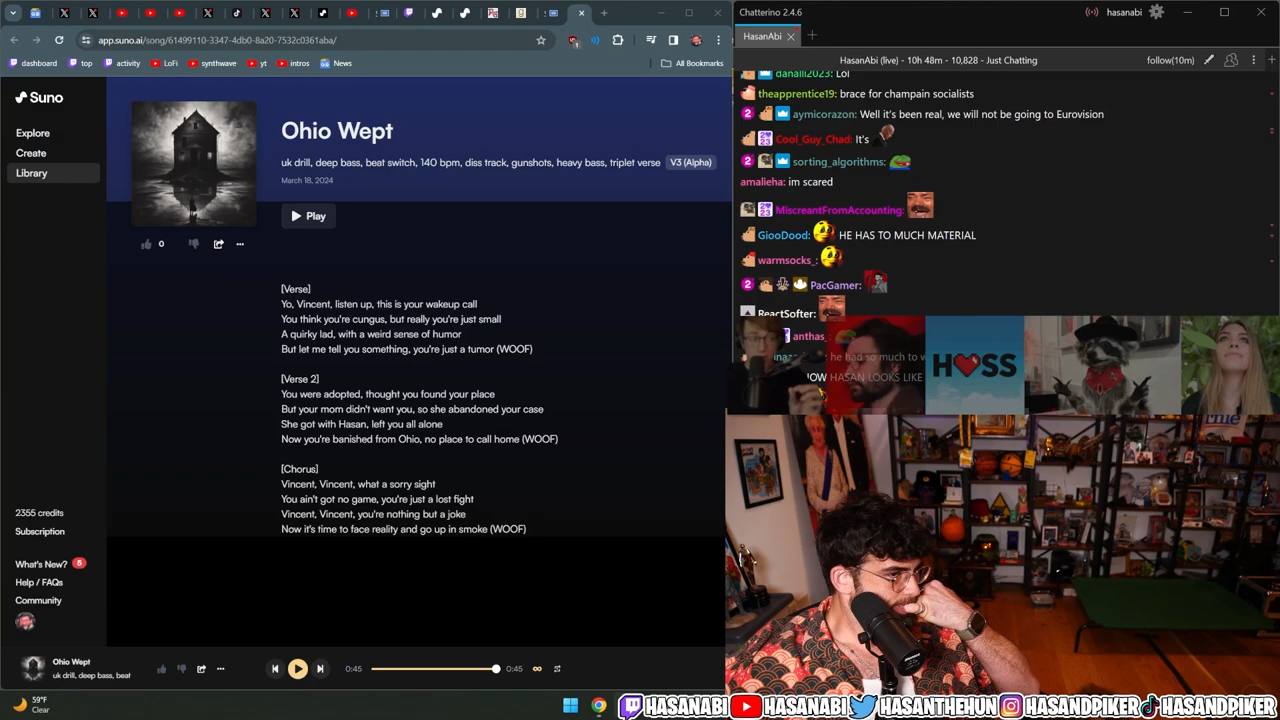 Chatterino 2.4.6
hasanabi
app.suno.ai/song/61499110-3347-4db0-8a20-7532c0361aba/
HasanAbi
dashboard
top
activity
LoFi
synthwave
yt
intros
News
All Bookmarks
HasanAbi (live) - 10h 48m - 10,828 - Just Chatting
follow(10m)
Suno
Explore
Create
Library
Ohio Wept
uk drill, deep bass, beat switch, 140 bpm, diss track, gunshots, heavy bass, triplet verse
V3 (Alpha)
March 18, 2024
Play
0
[Verse]
Yo, Vincent, listen up, this is your wakeup call
You think you're cungus, but really you're just small
A quirky lad, with a weird sense of humor
But let me tell you something, you're just a tumor (WOOF)
[Verse 2]
You were adopted, thought you found your place
But your mom didn't want you, so she abandoned your case
She got with Hasan, left you all alone
Now you're banished from Ohio, no place to call home (WOOF)
[Chorus]
Vincent, Vincent, what a sorry sight
You ain't got no game, you're just a lost fight
Vincent, Vincent, you're nothing but a joke
Now it's time to face reality and go up in smoke (WOOF)
2355 credits
Subscription
What's New?
5
Help / FAQs
Community
Ohio Wept
uk drill, deep bass, beat
0:45
0:45
59°F
Clear
danalli2023: Lol
theapprentice19: brace for champain socialists
aymicorazon: Well it's been real, we will not be going to Eurovision
Cool_Guy_Chad: It's
sorting_algorithms:
amalieha: im scared
MiscreantFromAccounting:
GiooDood: HE HAS TO MUCH MATERIAL
warmsocks_:
PacGamer:
ReactSofter:
anthas_:
he had so much to
HASAN LOOKS LIKE
HOSS
HASANABI
HASANABI
HASANTHEHUN
HASANDPIKER
HASANDPIKER